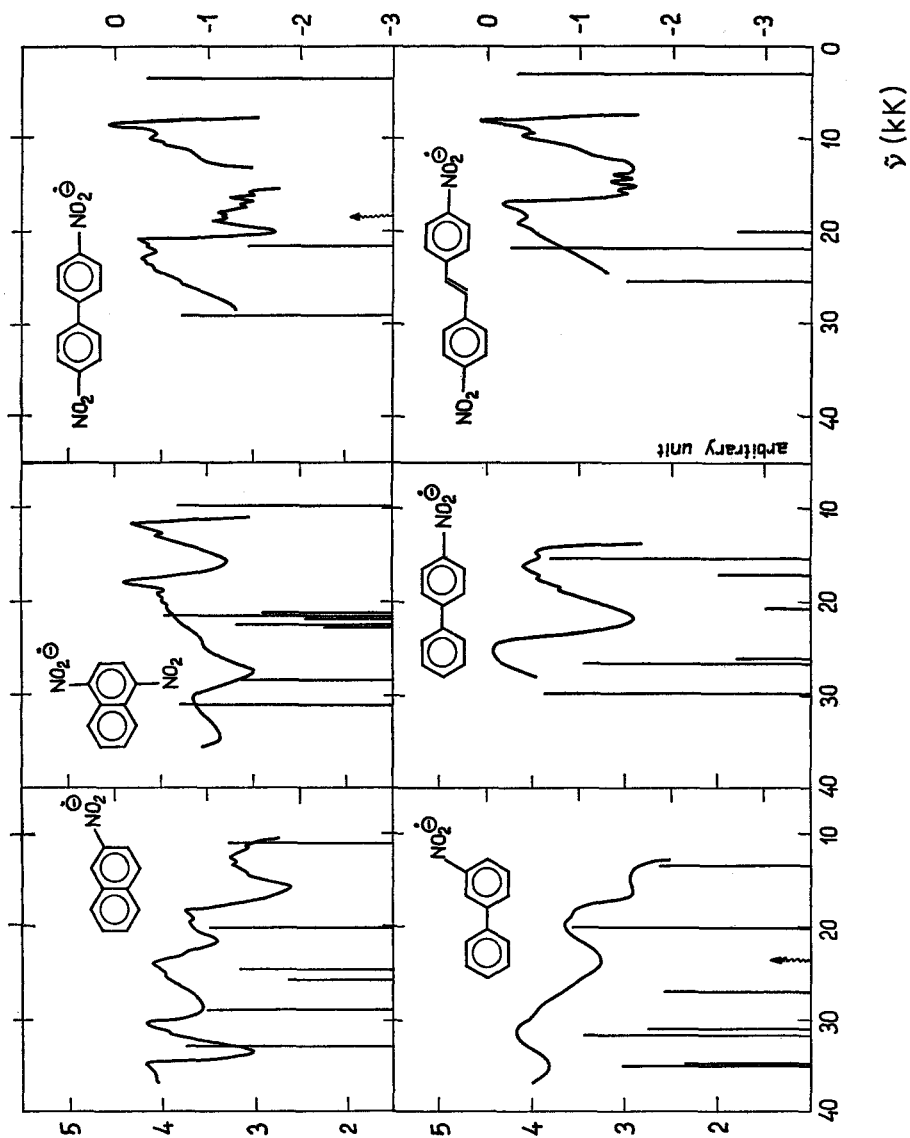 0 -1 -2 -3
0 -1 -2 -3
NO₂ •⊖
NO₂
NO₂ •⊖
NO₂
arbitrary unit
NO₂ •⊖
NO₂
NO₂ •⊖
NO₂ •⊖
NO₂ •⊖
5 4 3 2
5 4 3 2
40 30 20 10 40 30 20 10 40 30 20 10 0
ṽ (kK)